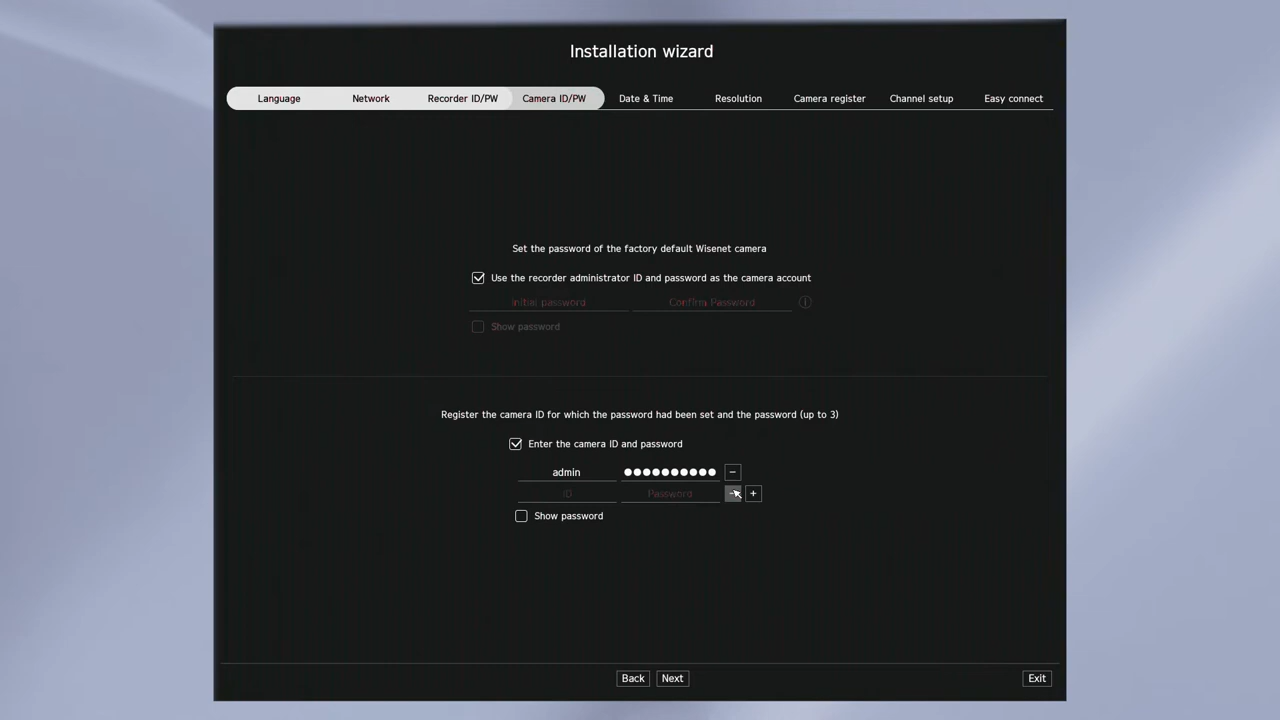 Installation wizard
Language Network Recorder ID/PW Camera ID/PW Date & Time Resolution Camera register Channel setup Easy connect
Set the password of the factory default Wisenet camera
Use the recorder administrator ID and password as the camera account
Initial password Confirm Password
Show password
Register the camera ID for which the password had been set and the password (up to 3)
Enter the camera ID and password
admin ●●●●●●●●●● −
ID Password − +
Show password
Back Next Exit